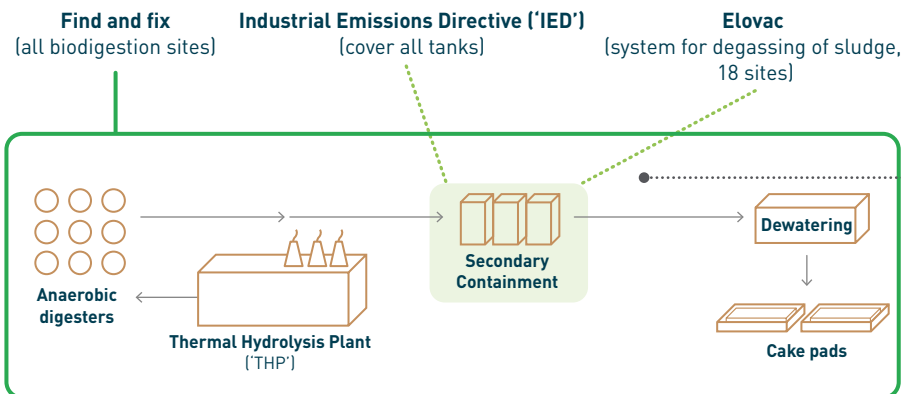 Find and fix
(all biodigestion sites)
Industrial Emissions Directive (‘IED’)
(cover all tanks)
Elovac
(system for degassing of sludge,
18 sites)
Anaerobic
digesters
Thermal Hydrolysis Plant
(‘THP’)
Secondary
Containment
Dewatering
Cake pads